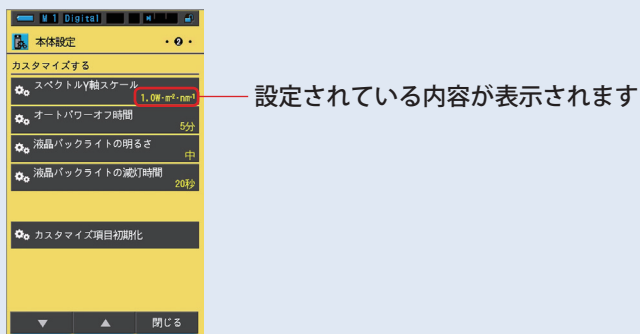 M 1 Digital
本体設定
・❷・
カスタマイズする
スペクトルY軸スケール
1.0W·m⁻²·nm⁻¹
設定されている内容が表示されます
オートパワーオフ時間
5分
液晶バックライトの明るさ
中
液晶バックライトの減灯時間
20秒
カスタマイズ項目初期化
▼ ▲ 閉じる